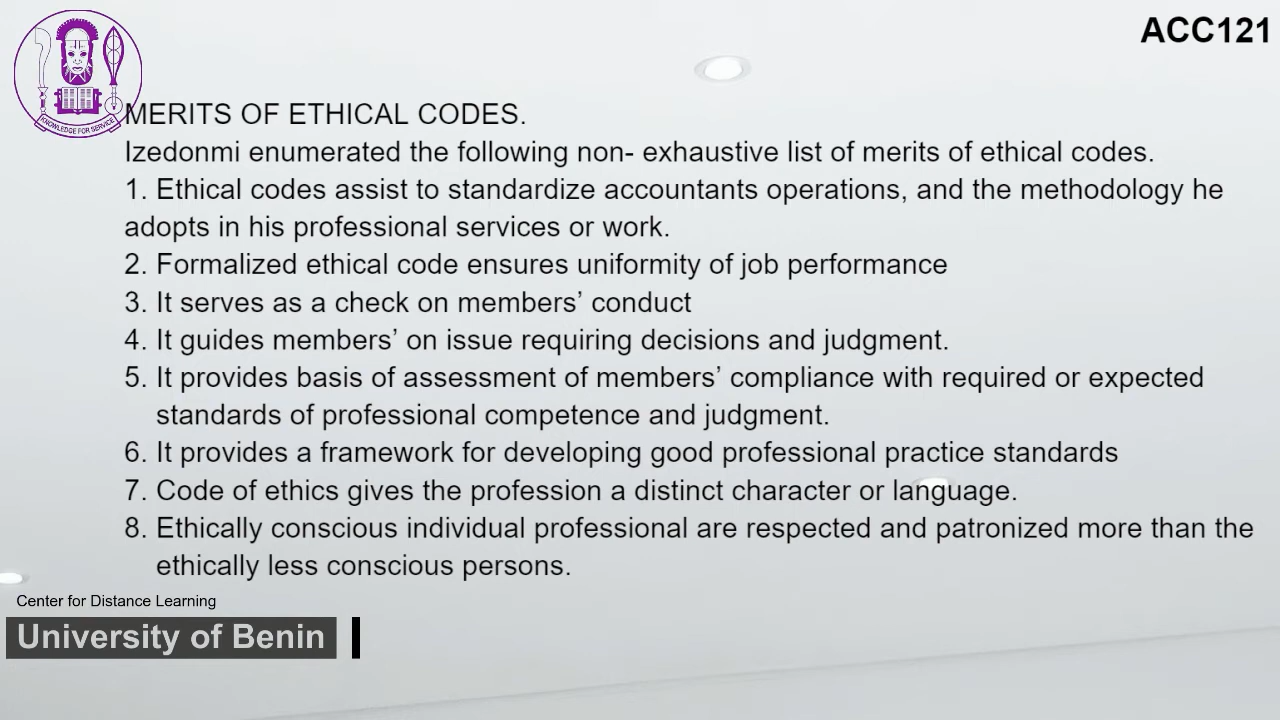 ACC121
KNOWLEDGE FOR SERVICE
MERITS OF ETHICAL CODES.
Izedonmi enumerated the following non- exhaustive list of merits of ethical codes.
1. Ethical codes assist to standardize accountants operations, and the methodology he
adopts in his professional services or work.
2. Formalized ethical code ensures uniformity of job performance
3. It serves as a check on members’ conduct
4. It guides members’ on issue requiring decisions and judgment.
5. It provides basis of assessment of members’ compliance with required or expected
standards of professional competence and judgment.
6. It provides a framework for developing good professional practice standards
7. Code of ethics gives the profession a distinct character or language.
8. Ethically conscious individual professional are respected and patronized more than the
ethically less conscious persons.
Center for Distance Learning
University of Benin